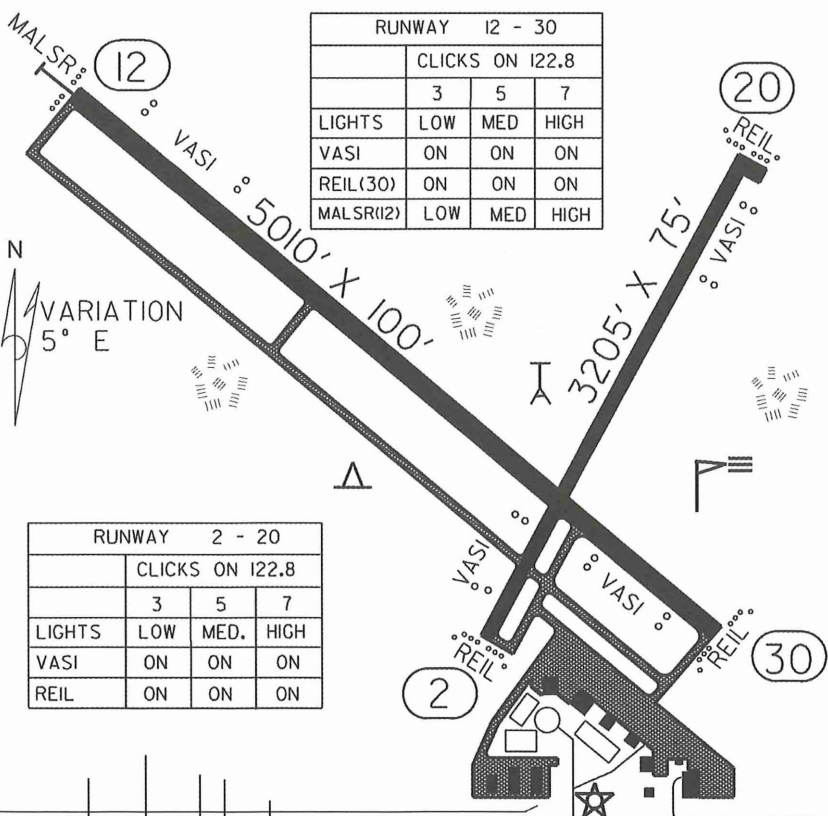 RUNWAY 12 - 30
CLICKS ON 122.8
3 5 7
LIGHTS LOW MED HIGH
VASI ON ON ON
REIL(30) ON ON ON
MALSR(12) LOW MED HIGH
MALSR
12
VASI
20
REIL
VASI
5010' X 100'
3205' X 75'
N
VARIATION
5° E
RUNWAY 2 - 20
CLICKS ON 122.8
3 5 7
LIGHTS LOW MED. HIGH
VASI ON ON ON
REIL ON ON ON
VASI
VASI
REIL
2
REIL
30